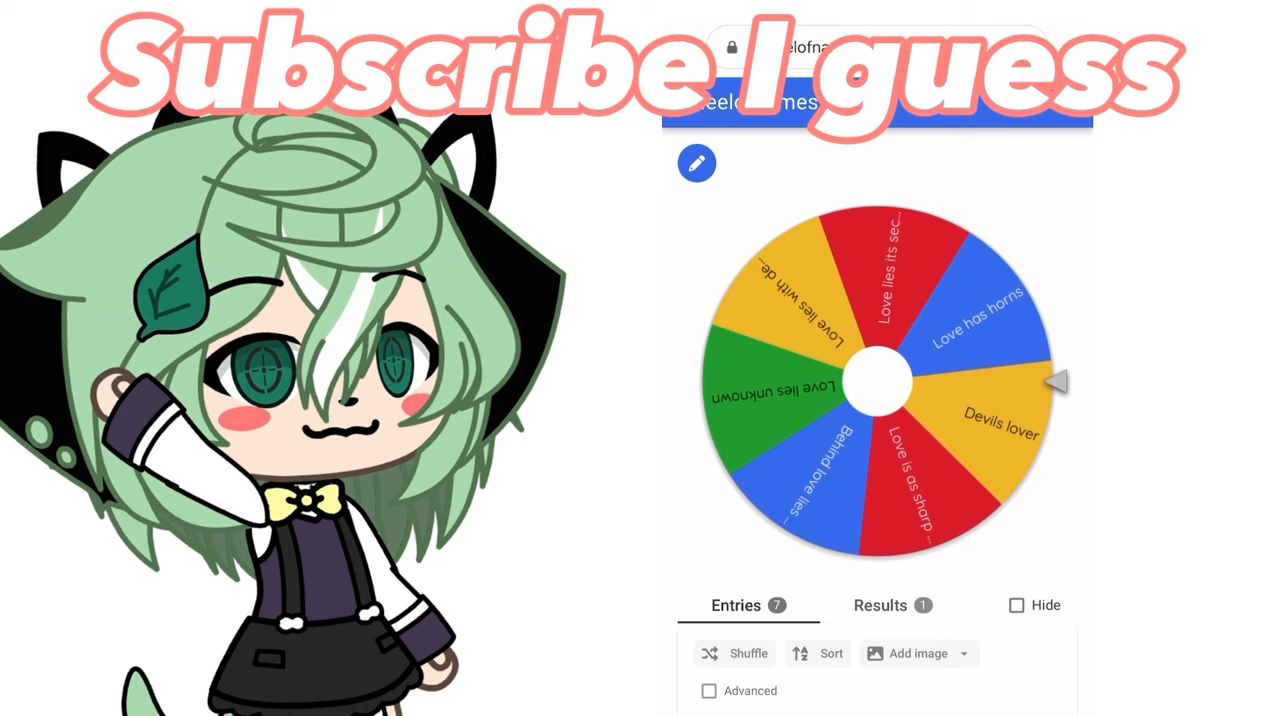 Subscribe I guess
Love lies its sec...
Love has horns
Devils lover
Love is as sharp ...
Behind love lies ...
Love lies unknown
Love lies with de...
Entries 7
Results 1
Hide
Shuffle
Sort
Add image
Advanced